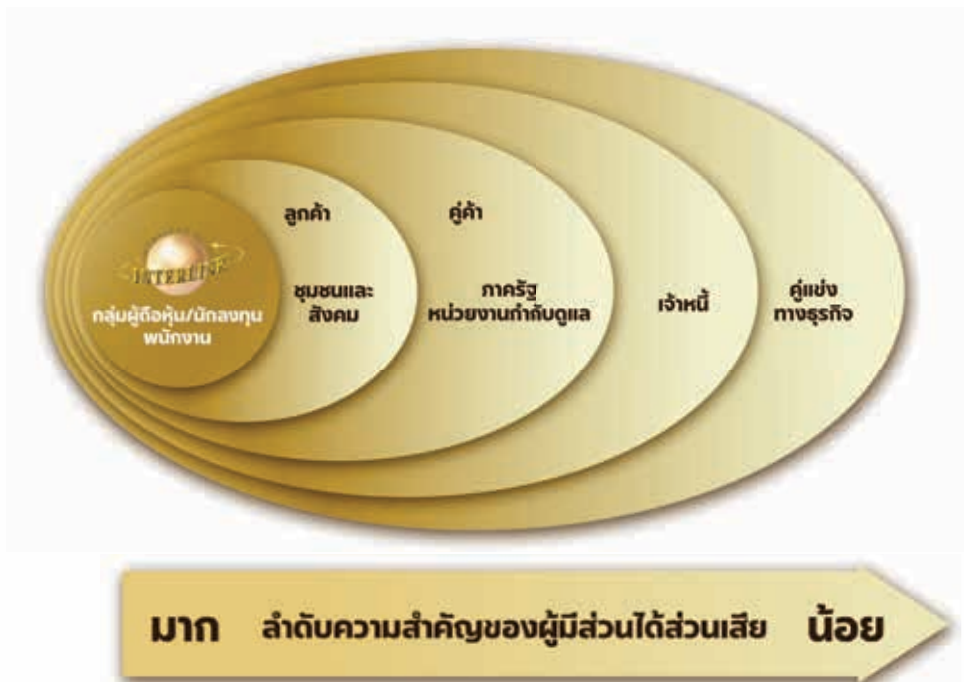 ลูกค้า
คู่ค้า
INTERLINK
กลุ่มผู้ถือหุ้น/นักลงทุน
พนักงาน
ชุมชนและ
สังคม
ภาครัฐ
หน่วยงานกำกับดูแล
เจ้าหนี้
คู่แข่ง
ทางธุรกิจ
มาก ลำดับความสำคัญของผู้มีส่วนได้ส่วนเสีย น้อย